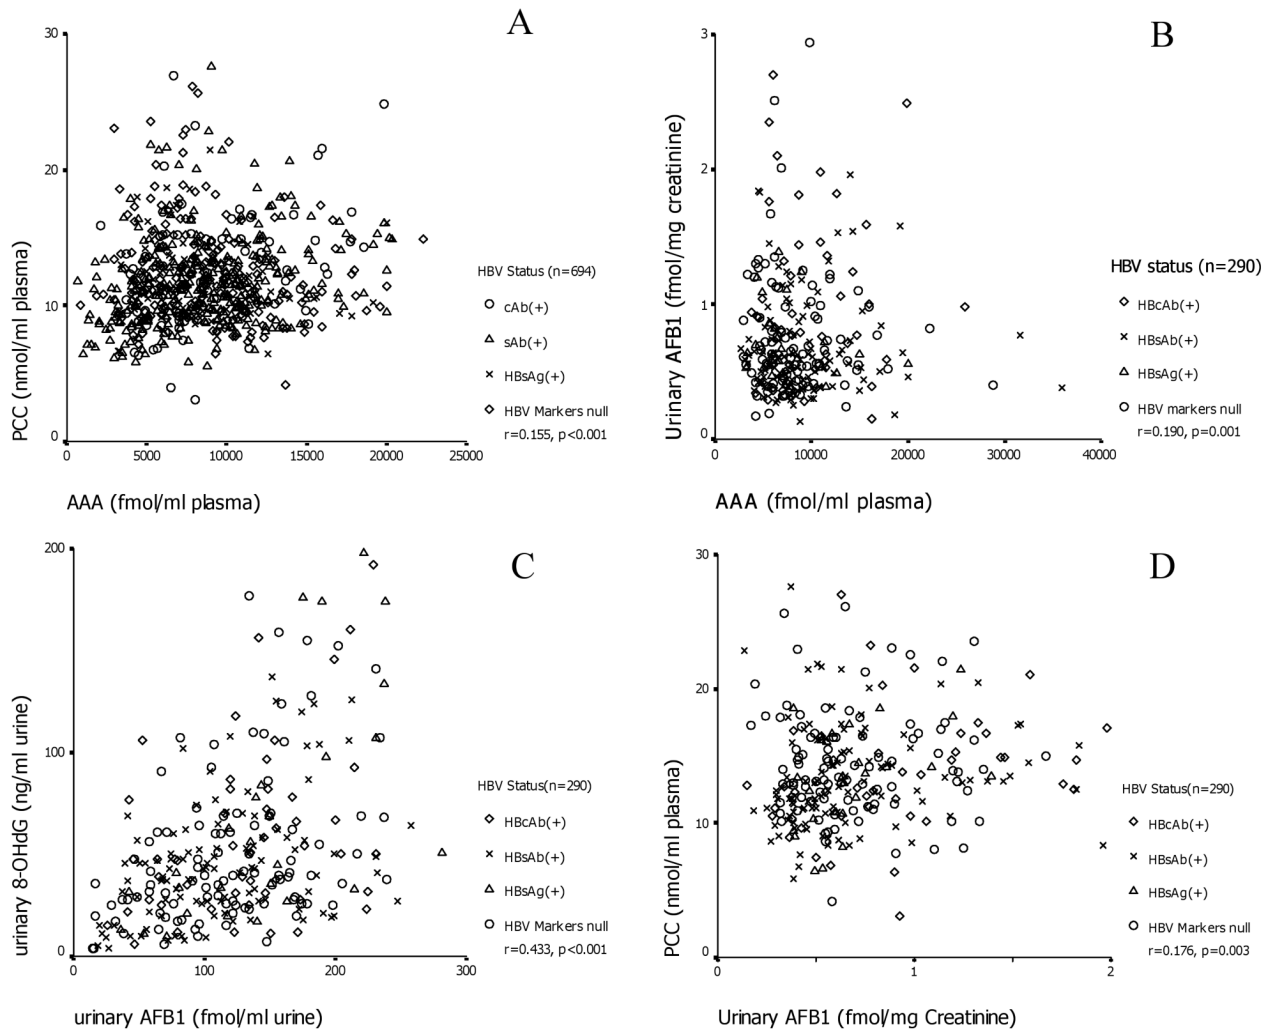 A
30
20
10
0
PCC (nmol/ml plasma)
0 5000 10000 15000 20000 25000
AAA (fmol/ml plasma)
HBV Status (n=694)
cAb(+)
sAb(+)
HBsAg(+)
HBV Markers null
r=0.155, p<0.001
B
3
2
1
0
Urinary AFB1 (fmol/mg creatinine)
0 10000 20000 30000 40000
AAA (fmol/ml plasma)
HBV status (n=290)
HBcAb(+)
HBsAb(+)
HBsAg(+)
HBV markers null
r=0.190, p=0.001
C
200
100
0
urinary 8-OHdG (ng/ml urine)
0 100 200 300
urinary AFB1 (fmol/ml urine)
HBV Status(n=290)
HBcAb(+)
HBsAb(+)
HBsAg(+)
HBV Markers null
r=0.433, p<0.001
D
30
20
10
0
PCC (nmol/ml plasma)
0 1 2
Urinary AFB1 (fmol/mg Creatinine)
HBV Status(n=290)
HBcAb(+)
HBsAb(+)
HBsAg(+)
HBV Markers null
r=0.176, p=0.003